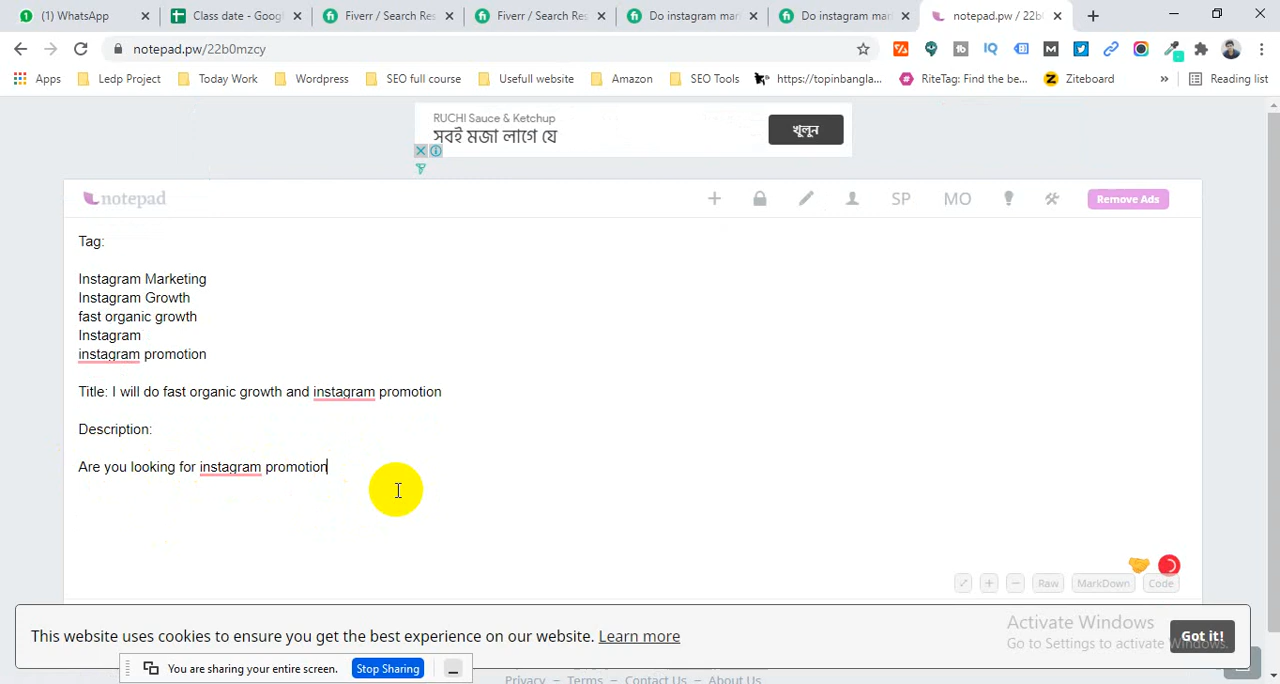 (1) WhatsApp
Class date - Goog
Fiverr / Search Res
Fiverr / Search Res
Do instagram mar
Do instagram mar
notepad.pw / 22b
notepad.pw/22b0mzcy
Apps
Ledp Project
Today Work
Wordpress
SEO full course
Usefull website
Amazon
SEO Tools
https://topinbangla...
RiteTag: Find the be...
Ziteboard
Reading list
RUCHI Sauce & Ketchup
সবই মজা লাগে যে
খুলুন
notepad
SP
MO
Remove Ads
Tag:
Instagram Marketing
Instagram Growth
fast organic growth
Instagram
instagram promotion
Title: I will do fast organic growth and instagram promotion
Description:
Are you looking for instagram promotion
Raw
MarkDown
Code
This website uses cookies to ensure you get the best experience on our website. Learn more
Got it!
Activate Windows
Go to Settings to activate Windows.
You are sharing your entire screen.
Stop Sharing
Privacy – Terms – Contact Us – About Us